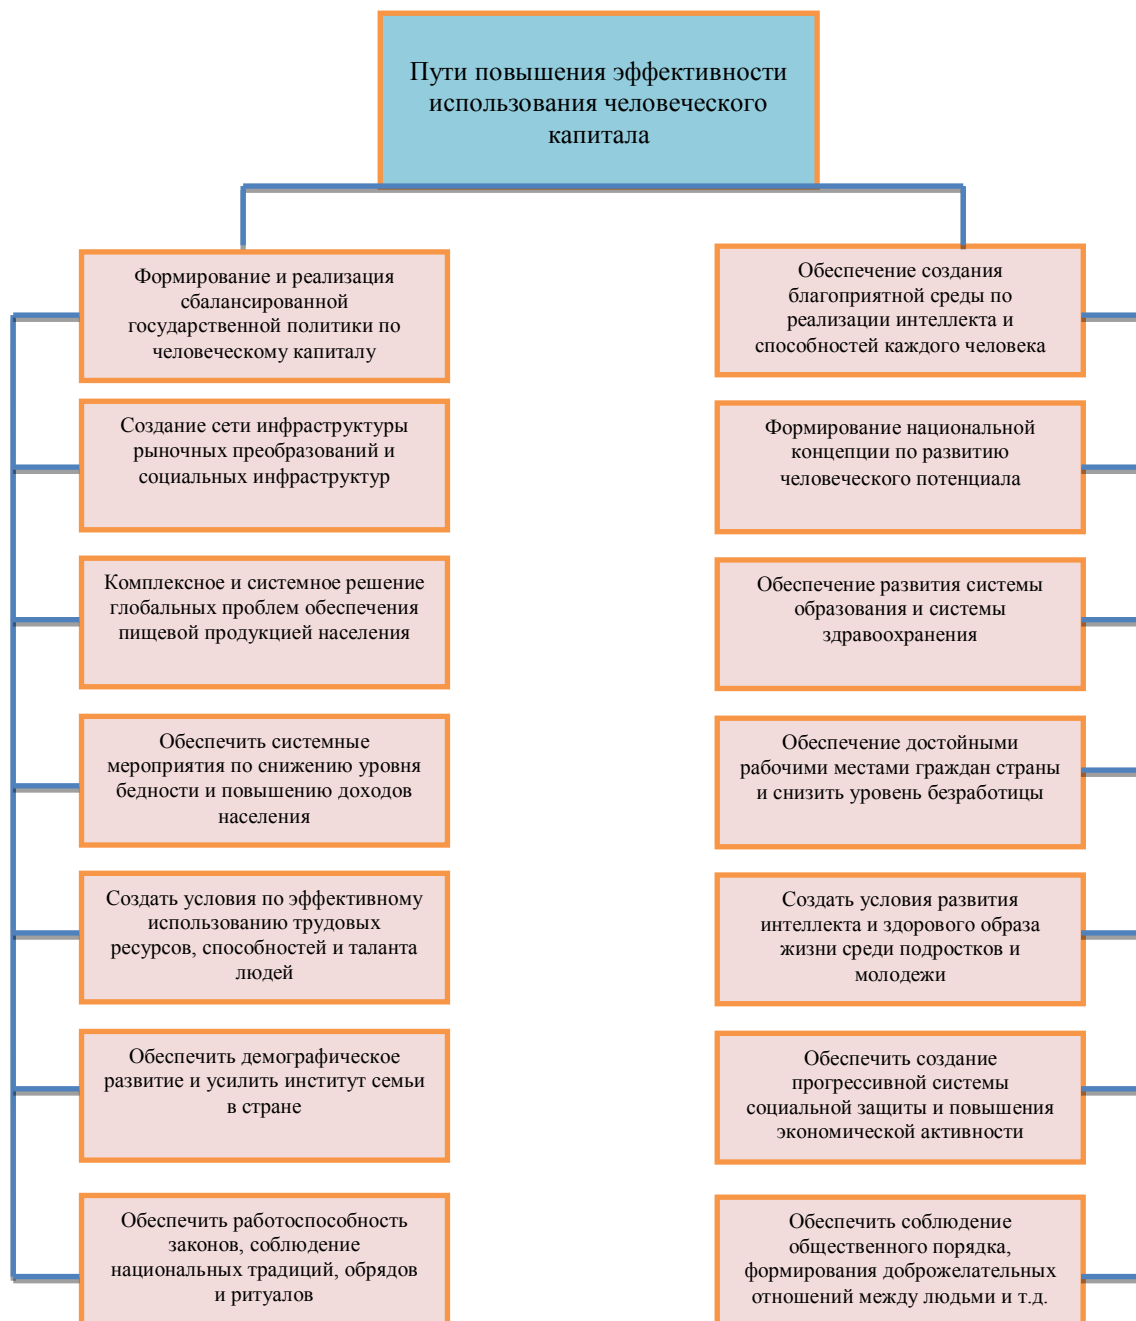 Пути повышения эффективности
использования человеческого
капитала
Формирование и реализация
сбалансированной
государственной политики по
человеческому капиталу
Создание сети инфраструктуры
рыночных преобразований и
социальных инфраструктур
Комплексное и системное решение
глобальных проблем обеспечения
пищевой продукцией населения
Обеспечить системные
мероприятия по снижению уровня
бедности и повышению доходов
населения
Создать условия по эффективному
использованию трудовых
ресурсов, способностей и таланта
людей
Обеспечить демографическое
развитие и усилить институт семьи
в стране
Обеспечить работоспособность
законов, соблюдение
национальных традиций, обрядов
и ритуалов
Обеспечение создания
благоприятной среды по
реализации интеллекта и
способностей каждого человека
Формирование национальной
концепции по развитию
человеческого потенциала
Обеспечение развития системы
образования и системы
здравоохранения
Обеспечение достойными
рабочими местами граждан страны
и снизить уровень безработицы
Создать условия развития
интеллекта и здорового образа
жизни среди подростков и
молодежи
Обеспечить создание
прогрессивной системы
социальной защиты и повышения
экономической активности
Обеспечить соблюдение
общественного порядка,
формирования доброжелательных
отношений между людьми и т.д.